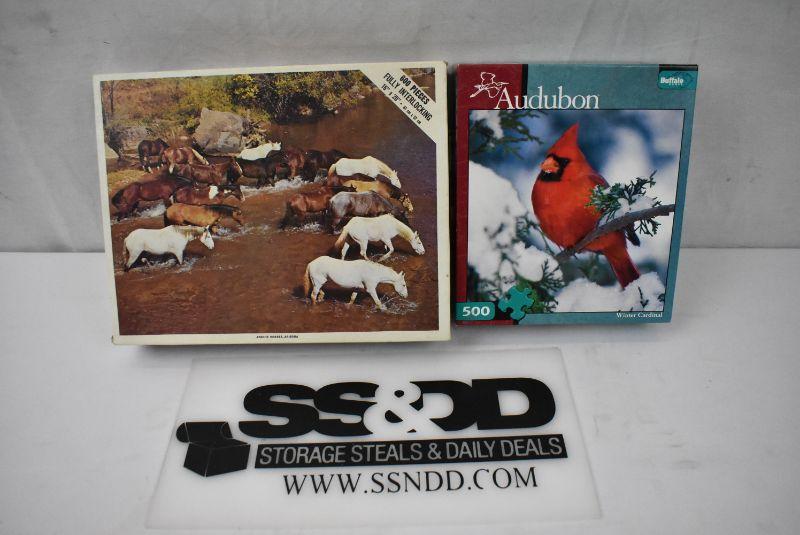 600 PIECES
FULLY INTERLOCKING
Audubon
Buffalo
500
Winter Cardinal
SS&DD
STORAGE STEALS & DAILY DEALS
WWW.SSNDD.COM